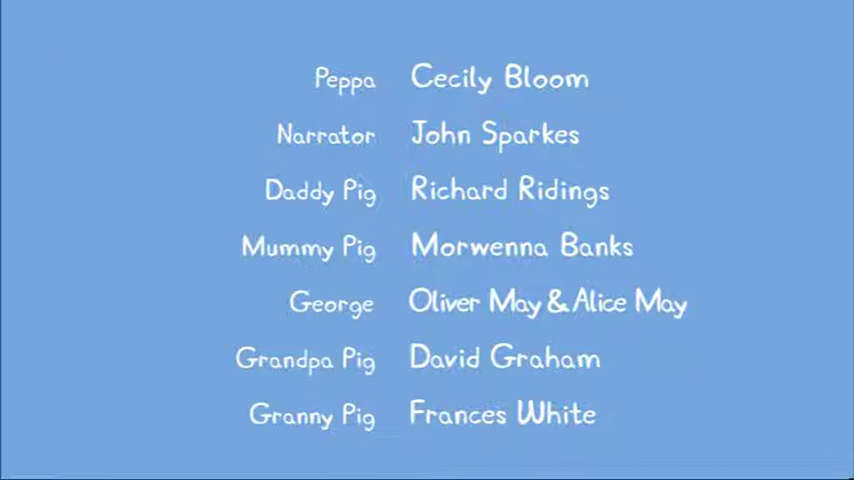 Peppa Cecily Bloom
Narrator John Sparkes
Daddy Pig Richard Ridings
Mummy Pig Morwenna Banks
George Oliver May & Alice May
Grandpa Pig David Graham
Granny Pig Frances White